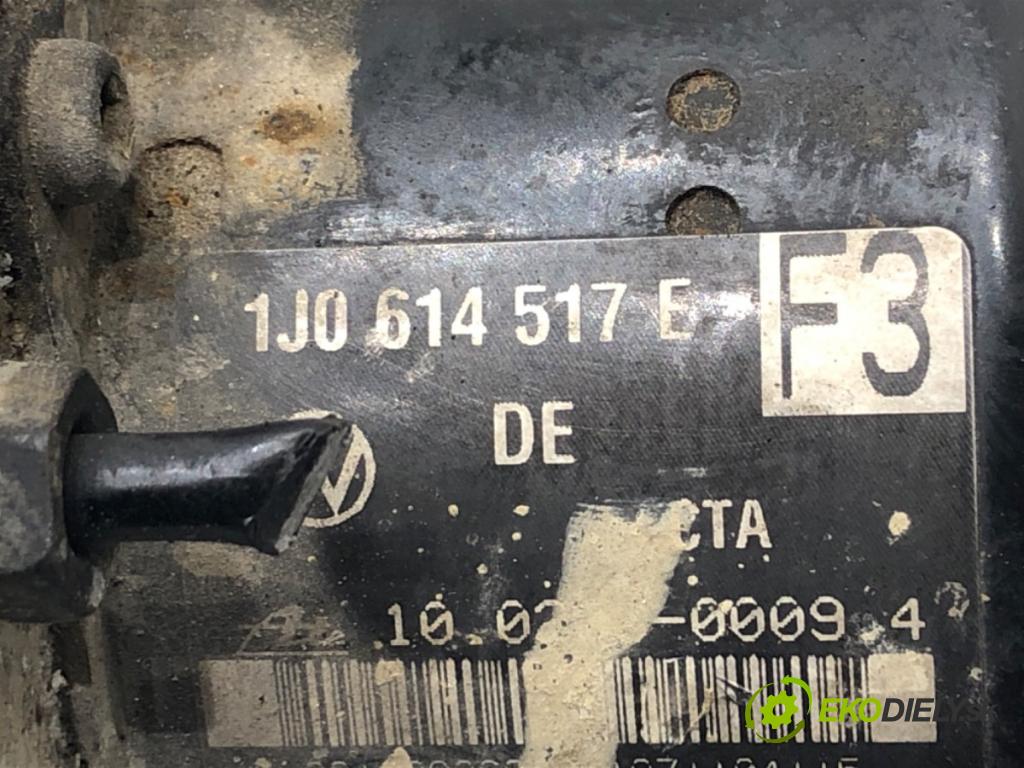 1J0 614 517 E F3
DE
CTA
-0009.4
EKODIELY